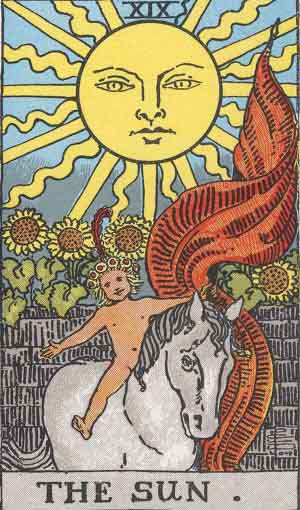 XIX
THE SUN .